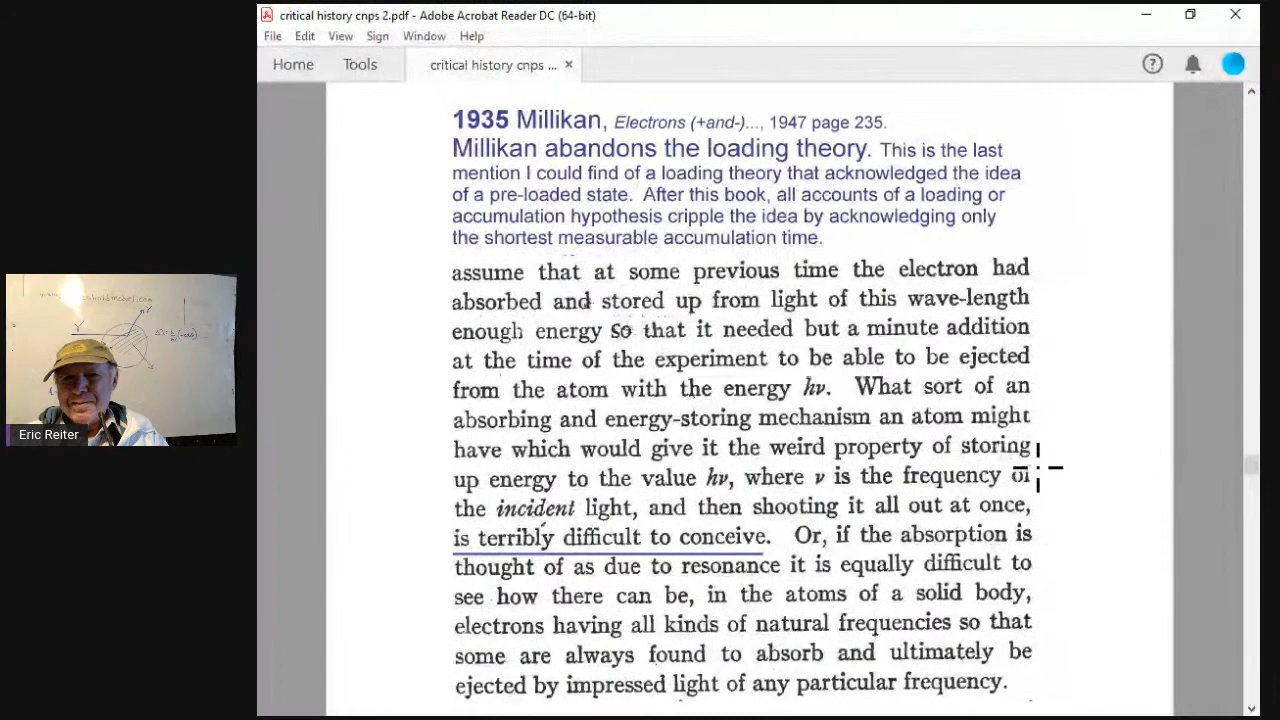 critical history cnps 2.pdf - Adobe Acrobat Reader DC (64-bit)
File Edit View Sign Window Help
Home Tools critical history cnps ... ×
1935 Millikan, Electrons (+and-)..., 1947 page 235.
Millikan abandons the loading theory. This is the last
mention I could find of a loading theory that acknowledged the idea
of a pre-loaded state. After this book, all accounts of a loading or
accumulation hypothesis cripple the idea by acknowledging only
the shortest measurable accumulation time.
assume that at some previous time the electron had
absorbed and stored up from light of this wave-length
enough energy so that it needed but a minute addition
at the time of the experiment to be able to be ejected
from the atom with the energy hν. What sort of an
absorbing and energy-storing mechanism an atom might
have which would give it the weird property of storing
up energy to the value hν, where ν is the frequency of
the incident light, and then shooting it all out at once,
is terribly difficult to conceive. Or, if the absorption is
thought of as due to resonance it is equally difficult to
see how there can be, in the atoms of a solid body,
electrons having all kinds of natural frequencies so that
some are always found to absorb and ultimately be
ejected by impressed light of any particular frequency.
Eric Reiter